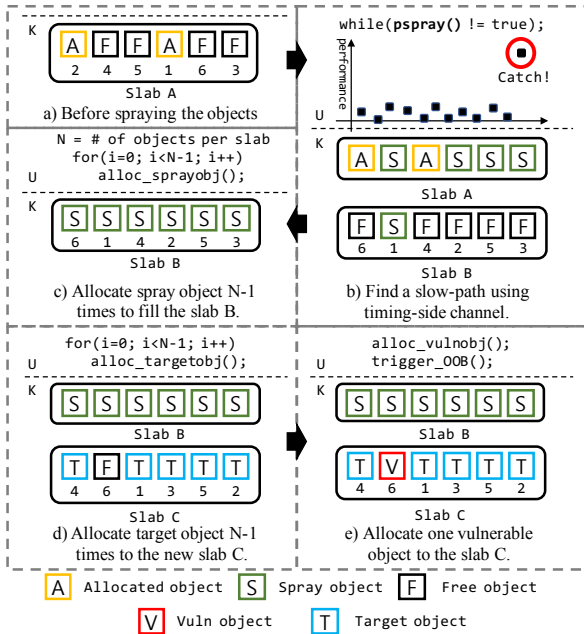 K
A F F A F F
2 4 5 1 6 3
Slab A
a) Before spraying the objects
while(pspray() != true);
performance
Catch!
U
K
A S A S S S
Slab A
F S F F F F
6 1 4 2 5 3
Slab B
b) Find a slow-path using
timing-side channel.
N = # of objects per slab
for(i=0; i<N-1; i++)
alloc_sprayobj();
U
K
S S S S S S
6 1 4 2 5 3
Slab B
c) Allocate spray object N-1
times to fill the slab B.
for(i=0; i<N-1; i++)
alloc_targetobj();
U
K
S S S S S S
Slab B
T F T T T T
4 6 1 3 5 2
Slab C
d) Allocate target object N-1
times to the new slab C.
alloc_vulnobj();
trigger_OOB();
U
K
S S S S S S
Slab B
T V T T T T
4 6 1 3 5 2
Slab C
e) Allocate one vulnerable
object to the slab C.
A Allocated object S Spray object F Free object
V Vuln object T Target object